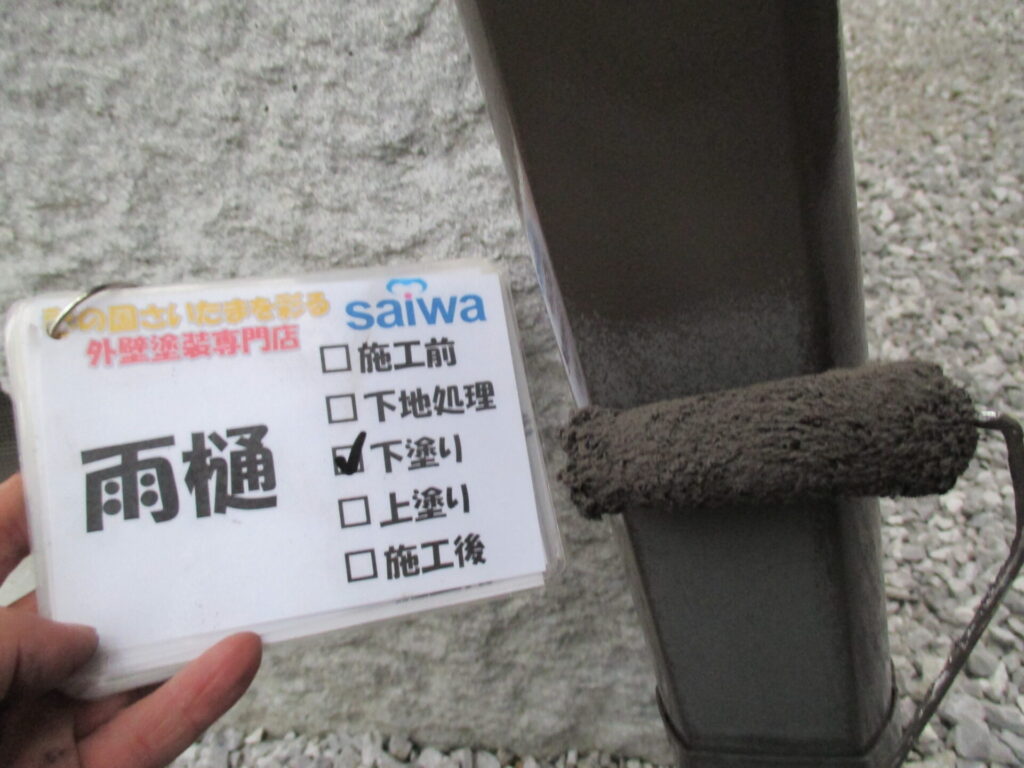 の国さいたまを彩る
saiwa
外壁塗装専門店
雨樋
施工前
下地処理
下塗り
上塗り
施工後